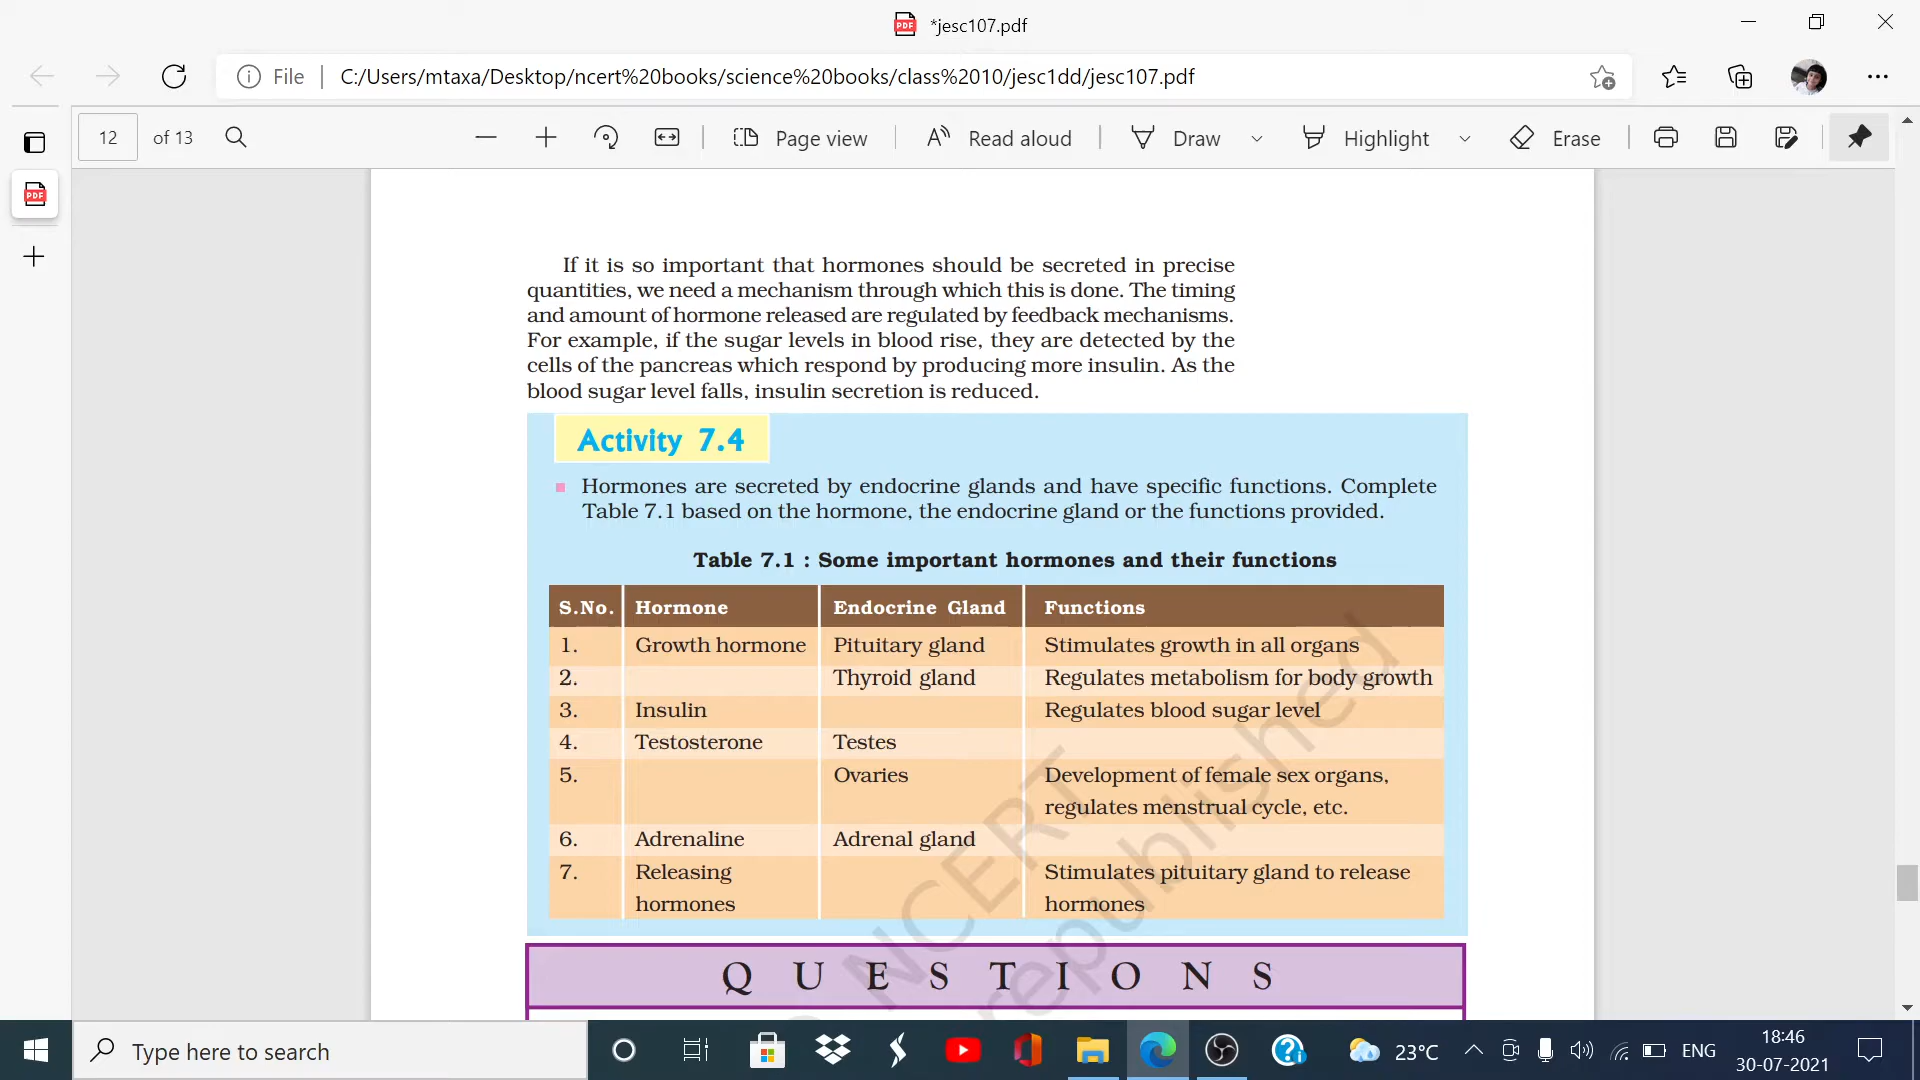 *jesc107.pdf
File
C:/Users/mtaxa/Desktop/ncert%20books/science%20books/class%2010/jesc1dd/jesc107.pdf
12 of 13
Page view
Read aloud
Draw
Highlight
Erase
If it is so important that hormones should be secreted in precise
quantities, we need a mechanism through which this is done. The timing
and amount of hormone released are regulated by feedback mechanisms.
For example, if the sugar levels in blood rise, they are detected by the
cells of the pancreas which respond by producing more insulin. As the
blood sugar level falls, insulin secretion is reduced.
Activity 7.4
Hormones are secreted by endocrine glands and have specific functions. Complete
Table 7.1 based on the hormone, the endocrine gland or the functions provided.
Table 7.1 : Some important hormones and their functions
S.No. Hormone Endocrine Gland Functions
1. Growth hormone Pituitary gland Stimulates growth in all organs
2. Thyroid gland Regulates metabolism for body growth
3. Insulin Regulates blood sugar level
4. Testosterone Testes
5. Ovaries Development of female sex organs,
regulates menstrual cycle, etc.
6. Adrenaline Adrenal gland
7. Releasing Stimulates pituitary gland to release
hormones hormones
NCERT
republished
QUESTIONS
Type here to search
23°C
ENG
18:46
30-07-2021